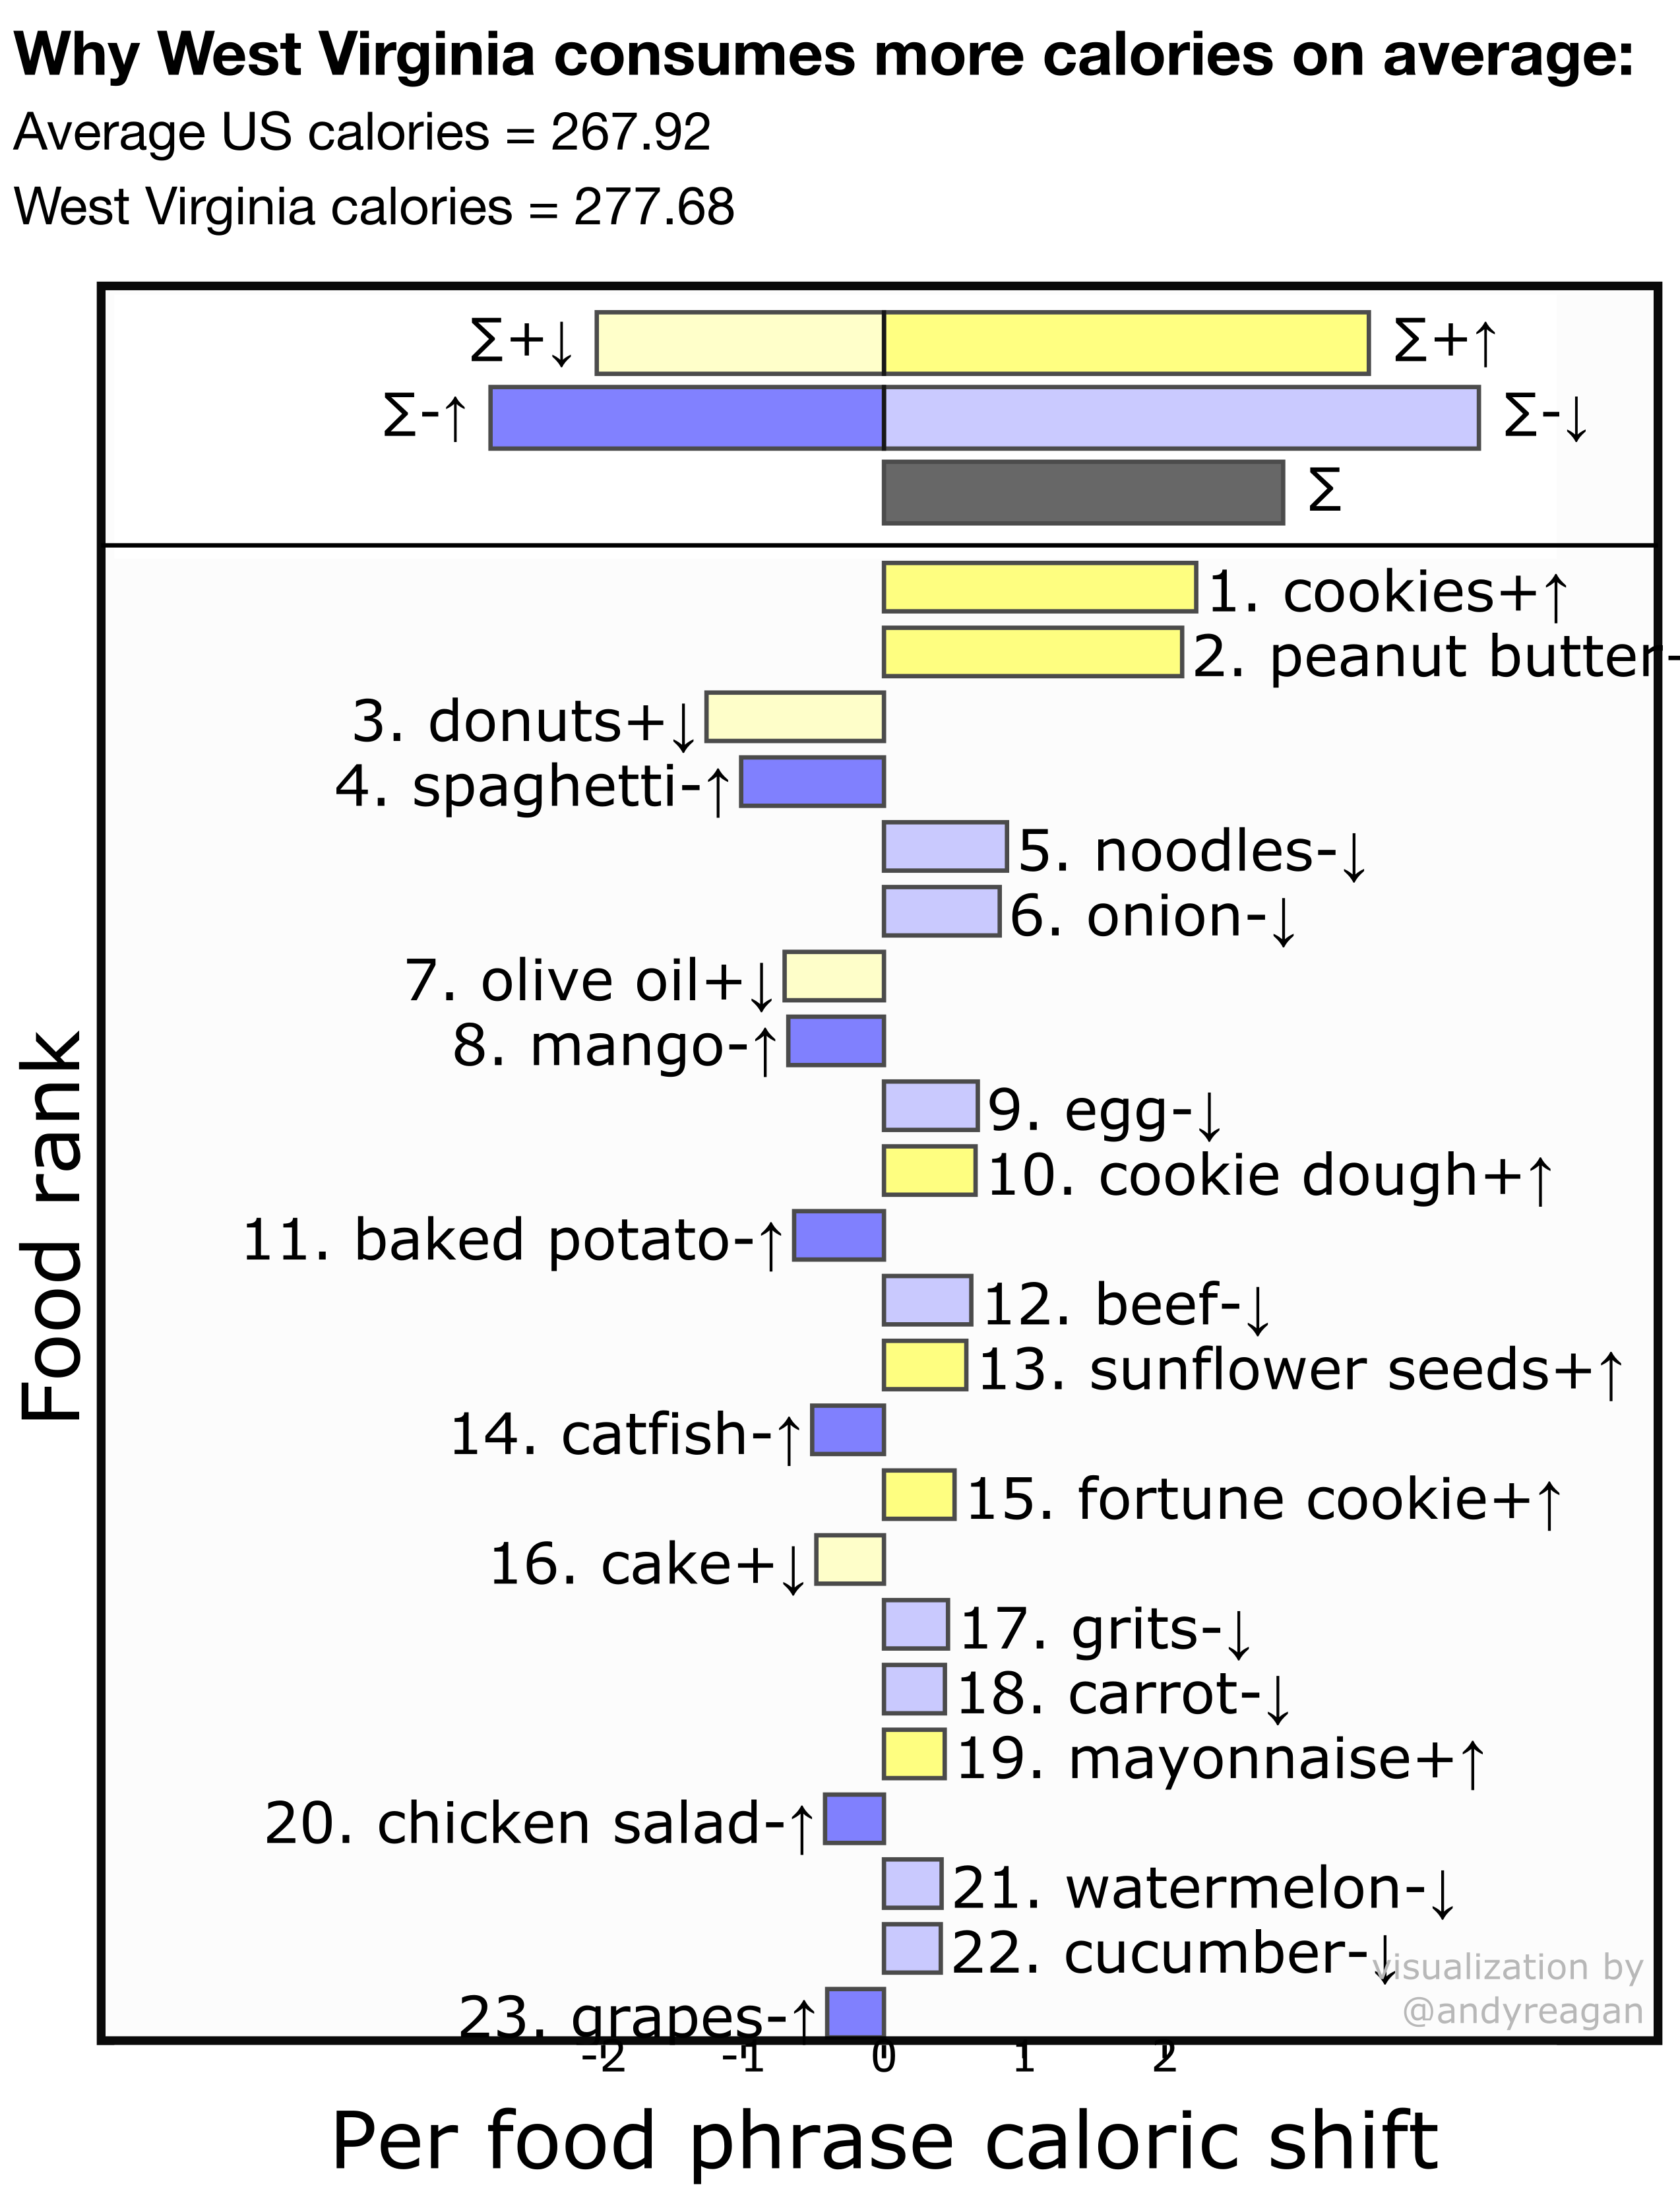 Why West Virginia consumes more calories on average:
Average US calories = 267.92
West Virginia calories = 277.68
Σ+↓
Σ+↑
Σ-↑
Σ-↓
Σ
1. cookies+↑
2. peanut butter-
3. donuts+↓
4. spaghetti-↑
5. noodles-↓
6. onion-↓
7. olive oil+↓
8. mango-↑
9. egg-↓
10. cookie dough+↑
11. baked potato-↑
12. beef-↓
13. sunflower seeds+↑
14. catfish-↑
15. fortune cookie+↑
16. cake+↓
17. grits-↓
18. carrot-↓
19. mayonnaise+↑
20. chicken salad-↑
21. watermelon-↓
22. cucumber-↓
23. grapes-↑
visualization by
@andyreagan
-2 -1 0 1 2
Per food phrase caloric shift
Food rank